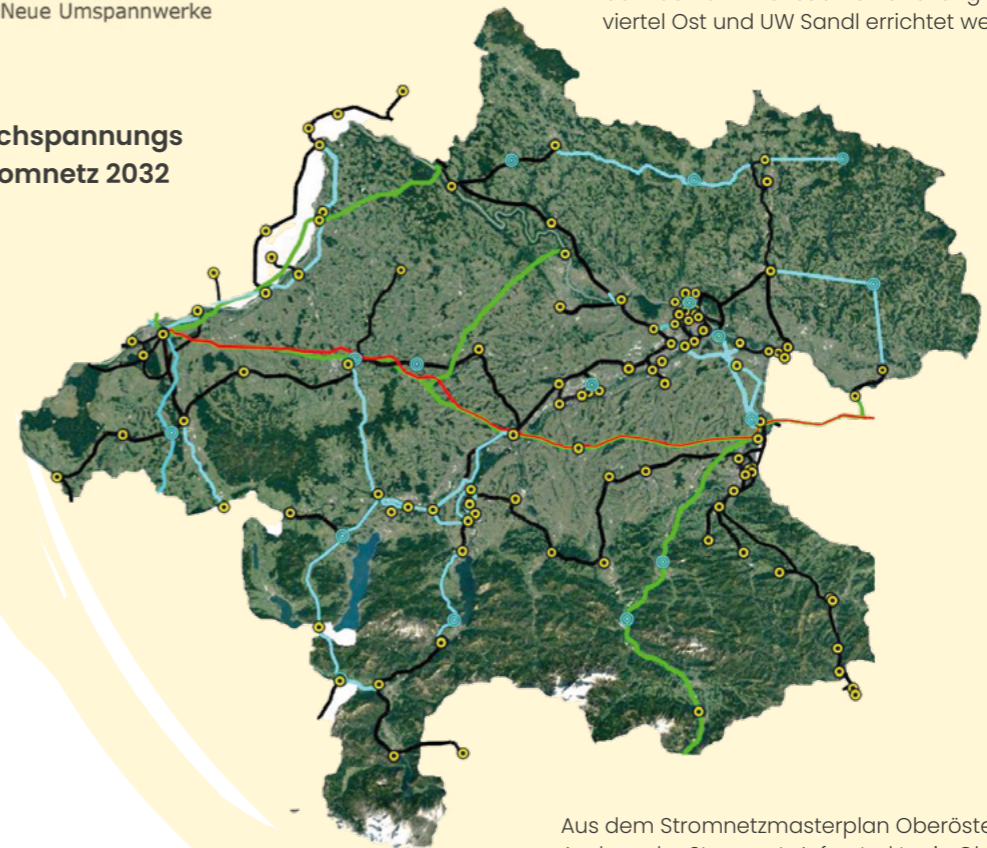 Neue Umspannwerke
viertel Ost und UW Sandl errichtet we
chspannungs
omnetz 2032
Aus dem Stromnetzmasterplan Oberöste